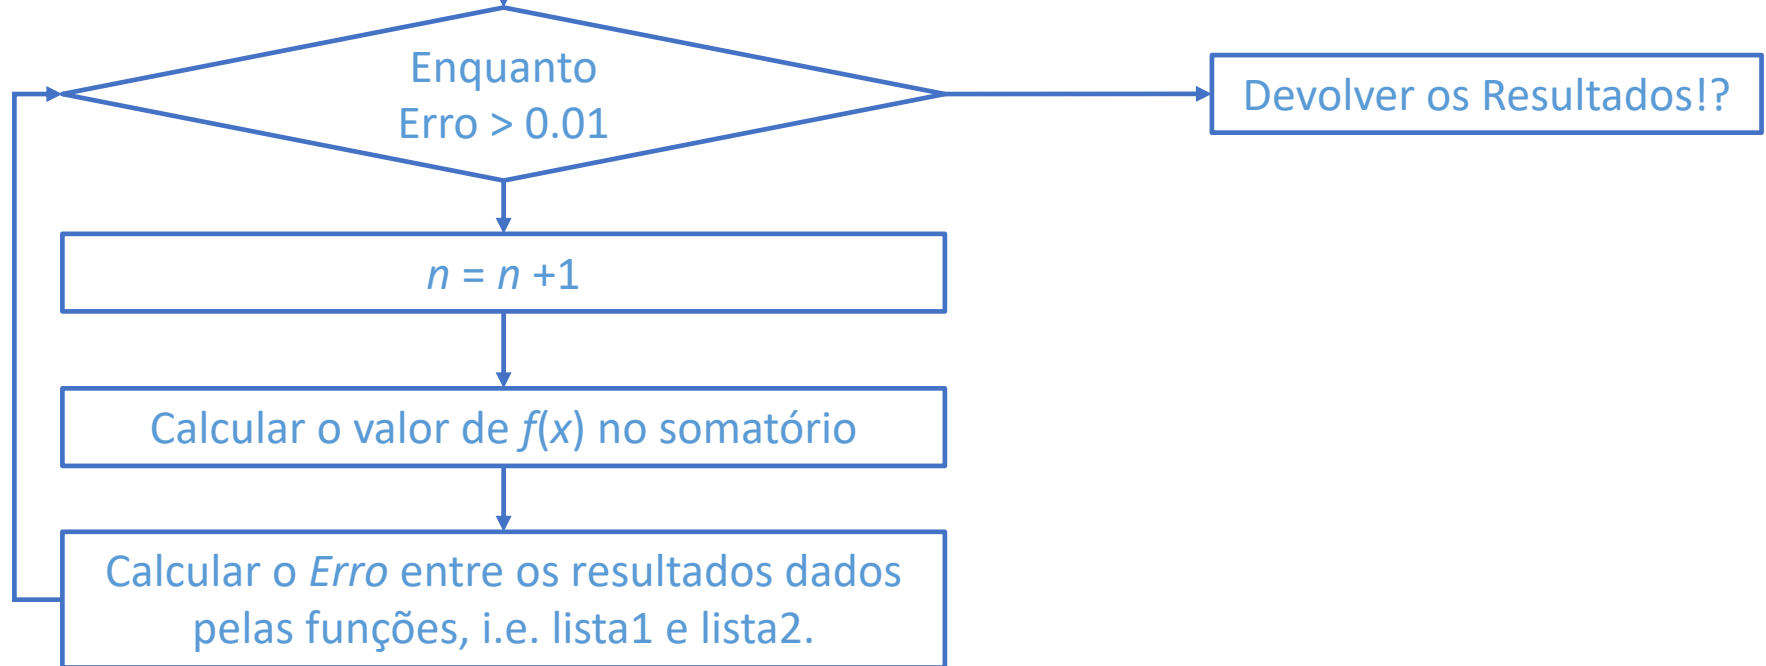 Enquanto
Erro > 0.01
Devolver os Resultados!?
n = n +1
Calcular o valor de f(x) no somatório
Calcular o Erro entre os resultados dados
pelas funções, i.e. lista1 e lista2.